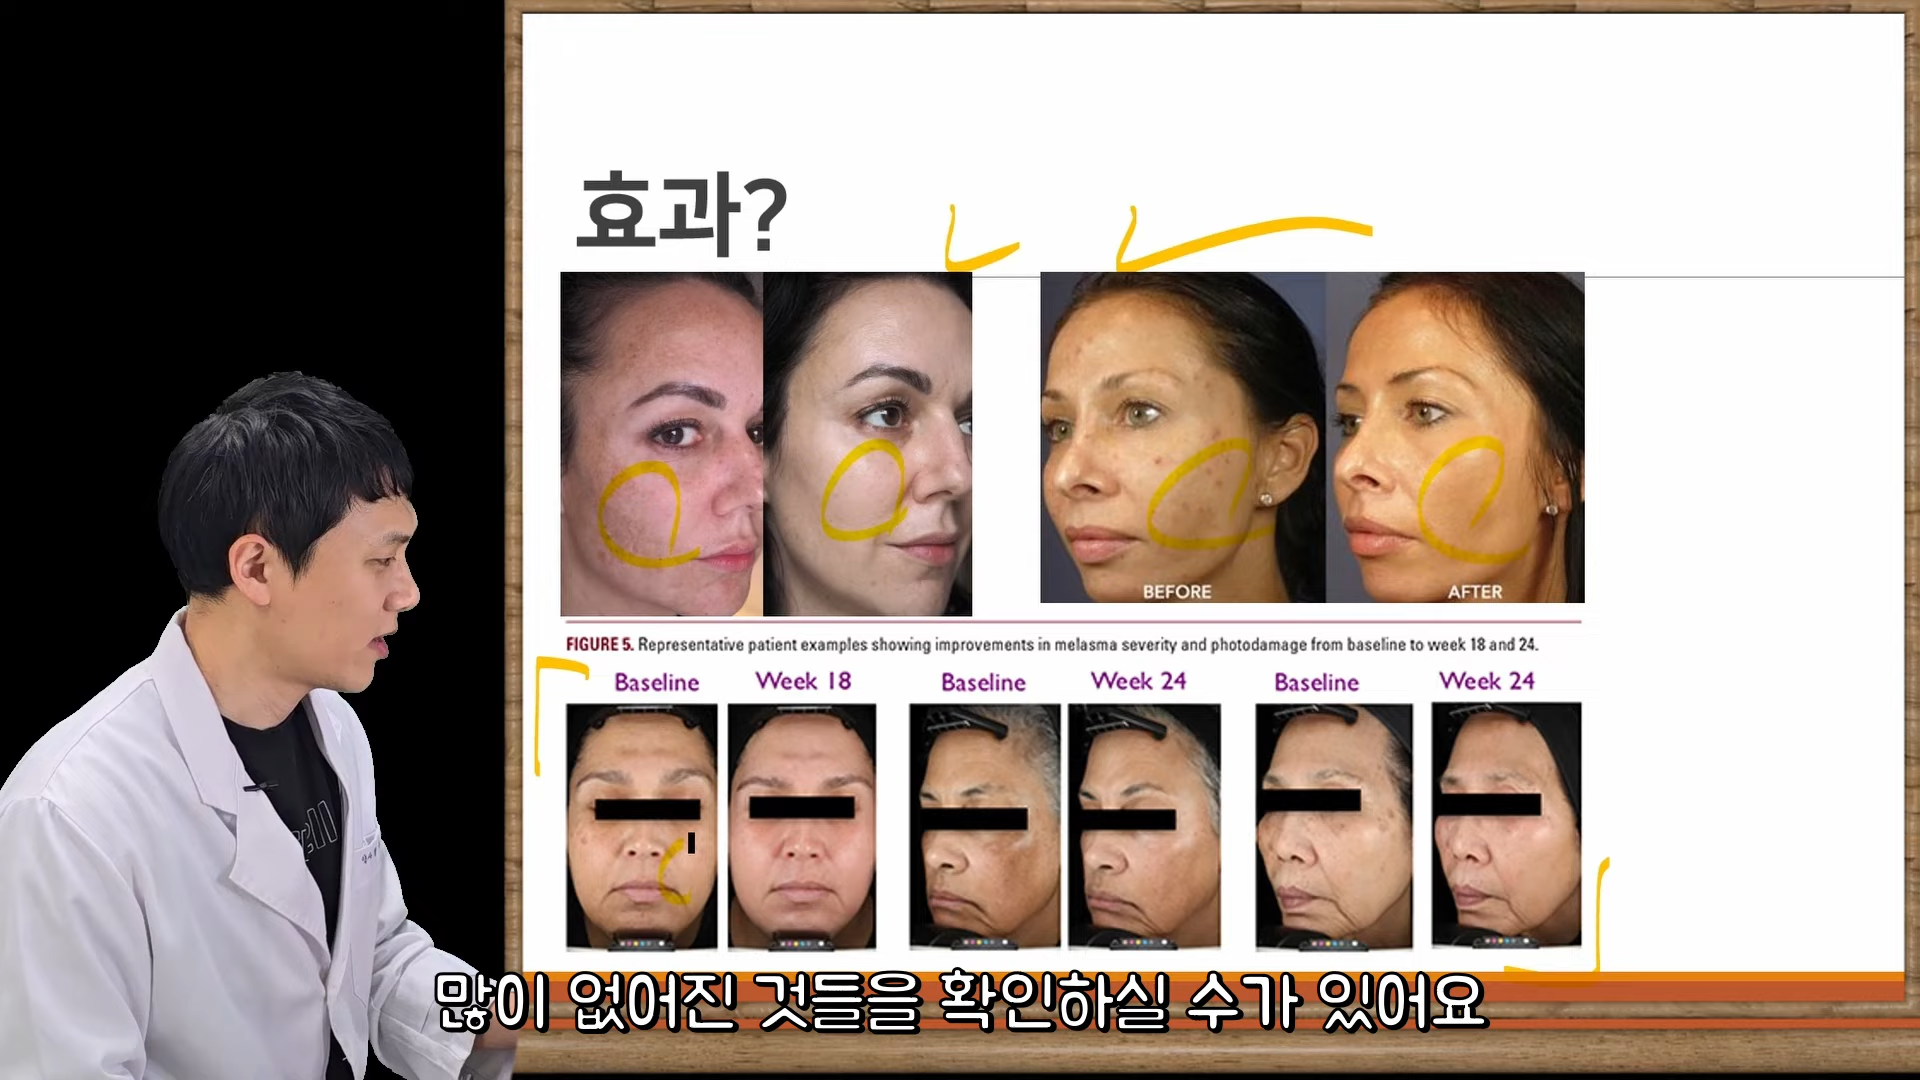 효과?
BEFORE
AFTER
FIGURE 5. Representative patient examples showing improvements in melasma severity and photodamage from baseline to week 18 and 24.
Baseline Week 18 Baseline Week 24 Baseline Week 24
많이 없어진 것들을 확인하실 수가 있어요